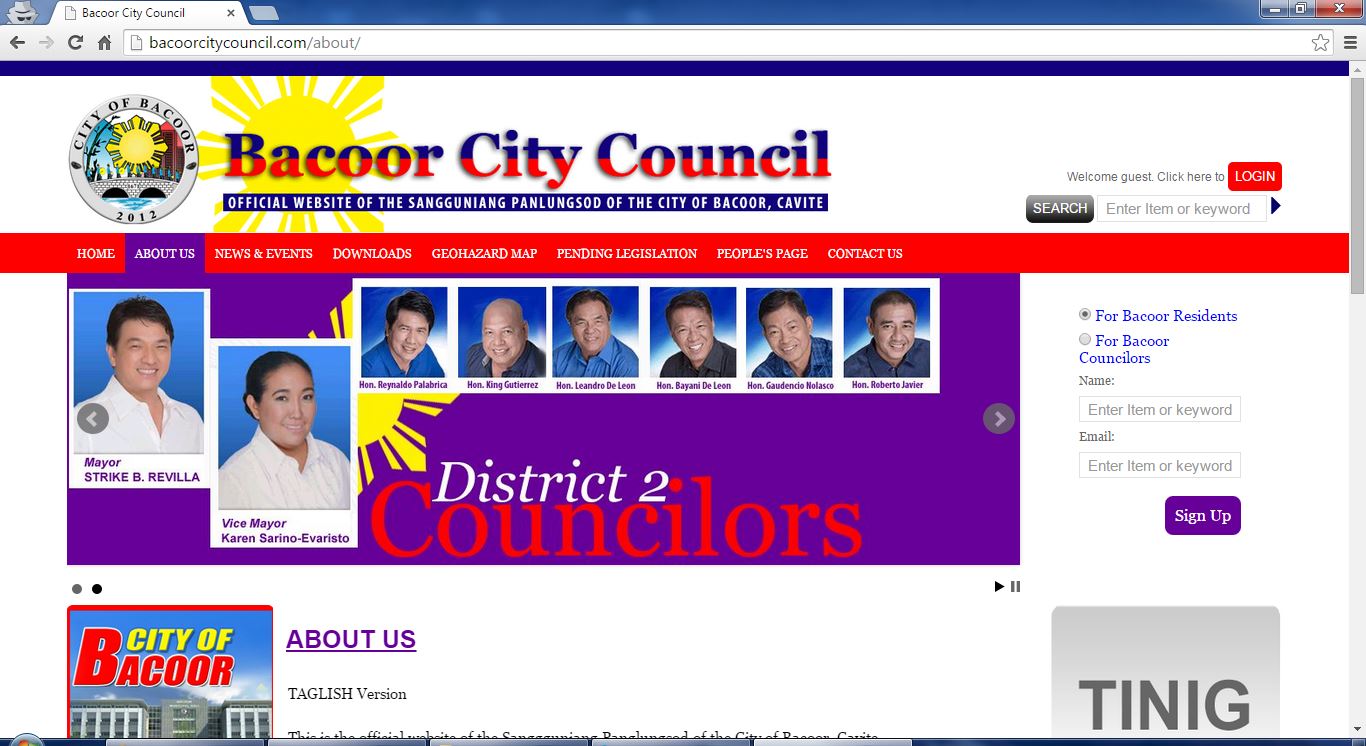 Bacoor City Council
bacoorcitycouncil.com/about/
CITY OF BACOOR
2012
Bacoor City Council
OFFICIAL WEBSITE OF THE SANGGUNIANG PANLUNGSOD OF THE CITY OF BACOOR, CAVITE
Welcome guest. Click here to LOGIN
SEARCH Enter Item or keyword
HOME ABOUT US NEWS & EVENTS DOWNLOADS GEOHAZARD MAP PENDING LEGISLATION PEOPLE'S PAGE CONTACT US
Hon. Reynaldo Palabrica Hon. King Gutierrez Hon. Leandro De Leon Hon. Bayani De Leon Hon. Gaudencio Nolasco Hon. Roberto Javier
Mayor
STRIKE B. REVILLA
Vice Mayor
Karen Sarino-Evaristo
District 2
Councilors
For Bacoor Residents
For Bacoor
Councilors
Name:
Enter Item or keyword
Email:
Enter Item or keyword
Sign Up
CITY OF
BACOOR
ABOUT US
TAGLISH Version
This is the official website of the Sanggguniang Panglungsod of the City of Bacoor, Cavite
TINIG